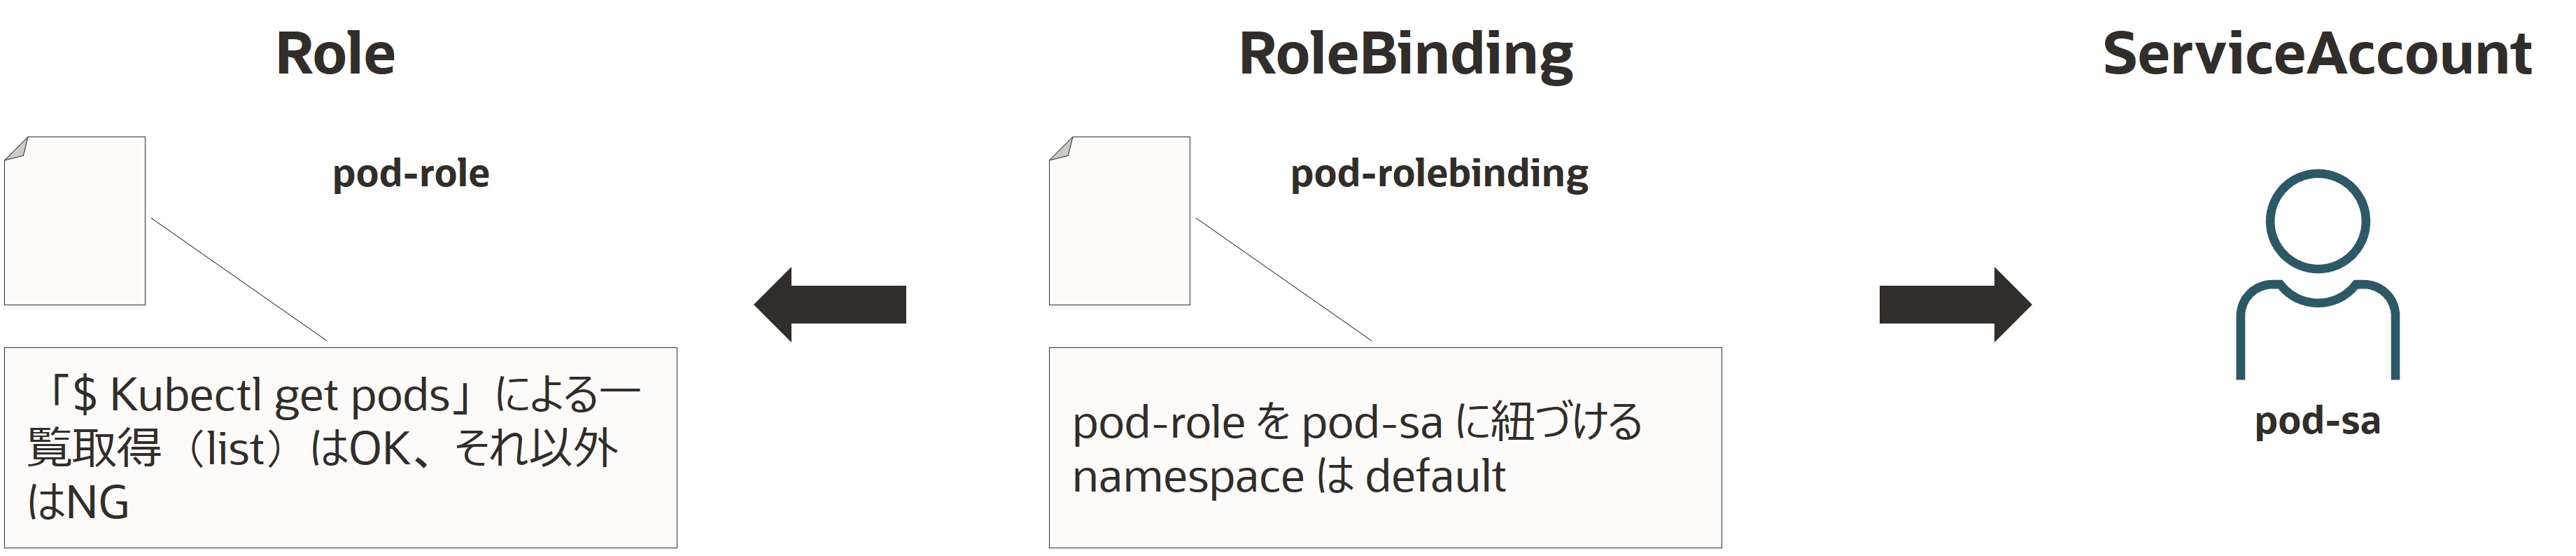 Role
RoleBinding
ServiceAccount
pod-role
pod-rolebinding
「$ Kubectl get pods」による一
覧取得（list）はOK、それ以外
はNG
pod-role を pod-sa に紐づける
namespace は default
pod-sa